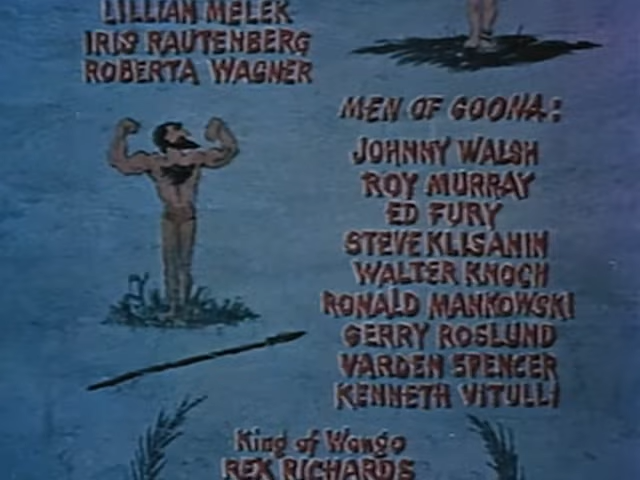 LILLIAN MELEK
IRIS RAUTENBERG
ROBERTA WAGNER
MEN OF GOONA:
JOHNNY WALSH
ROY MURRAY
ED FURY
STEVE KLISANIN
WALTER KNOCH
RONALD MANKOWSKI
GERRY ROSLUND
VARDEN SPENCER
KENNETH VITULLI
King of Wongo
REX RICHARDS